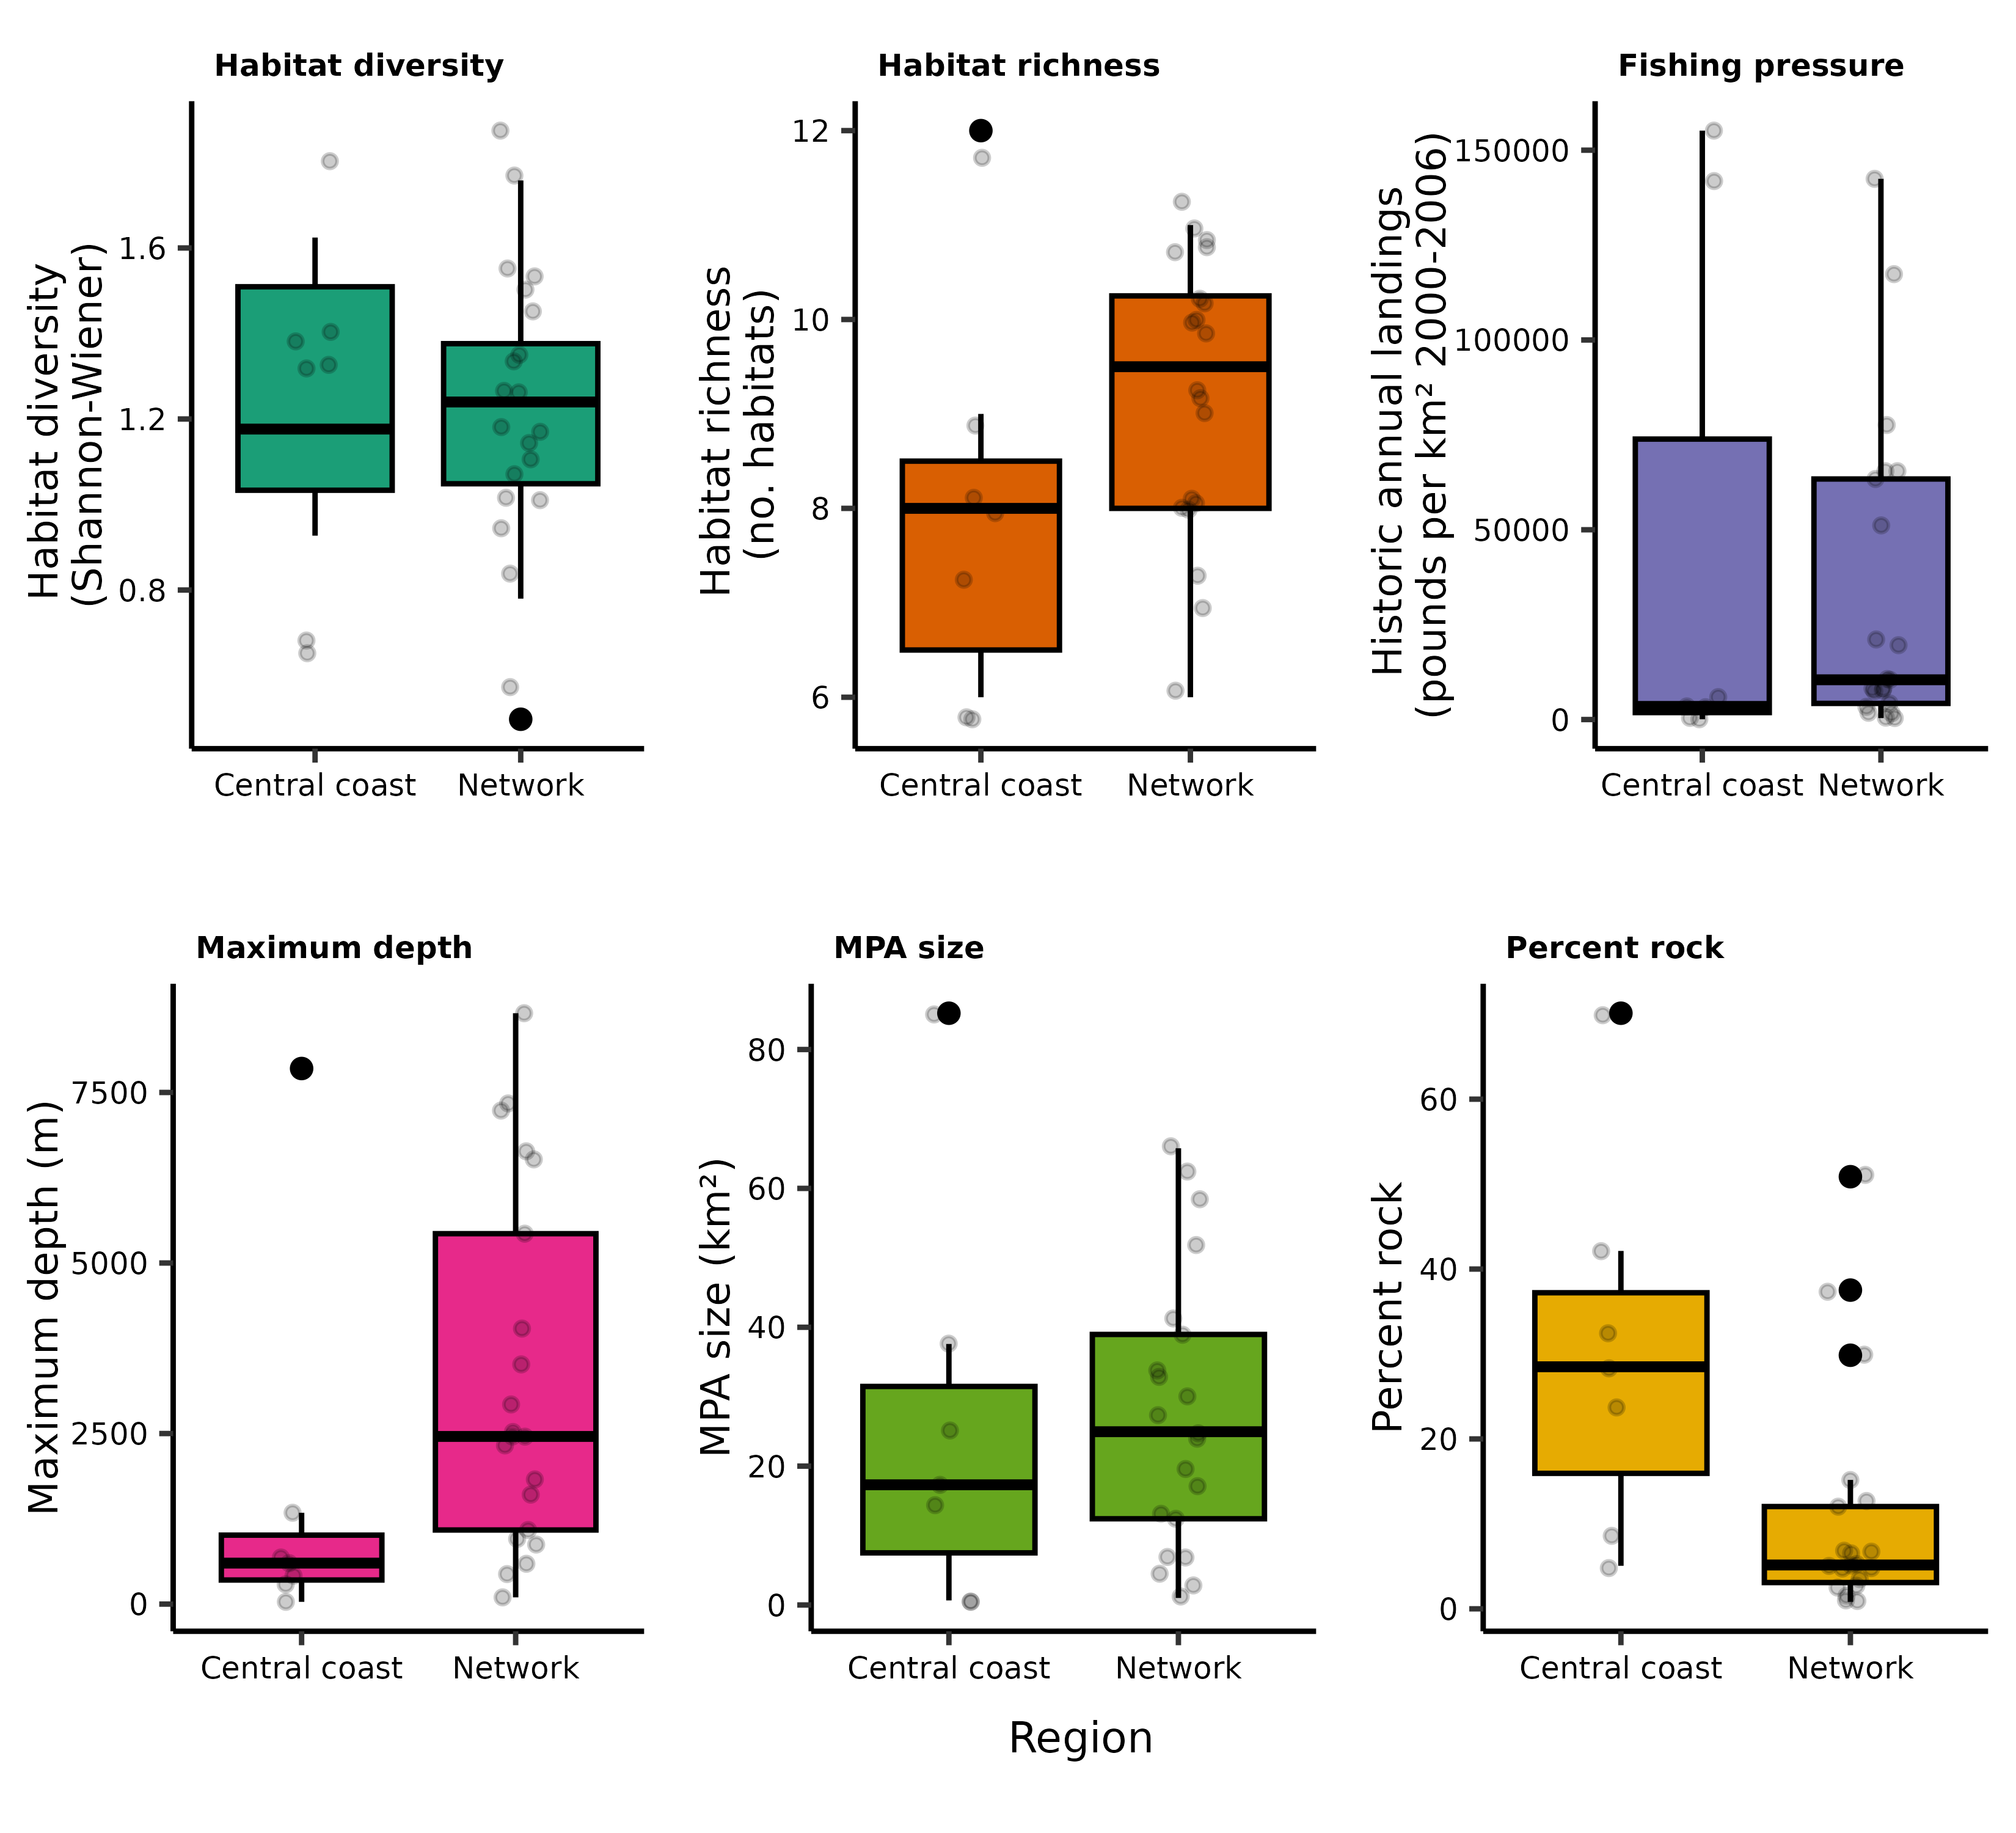 Habitat diversity
Habitat diversity
(Shannon-Wiener)
1.6
1.2
0.8
Central coast
Network
Habitat richness
Habitat richness
(no. habitats)
12
10
8
6
Central coast
Network
Fishing pressure
Historic annual landings
(pounds per km² 2000-2006)
150000
100000
50000
0
Central coast
Network
Maximum depth
Maximum depth (m)
7500
5000
2500
0
Central coast
Network
MPA size
MPA size (km²)
80
60
40
20
0
Central coast
Network
Percent rock
Percent rock
60
40
20
0
Central coast
Network
Region